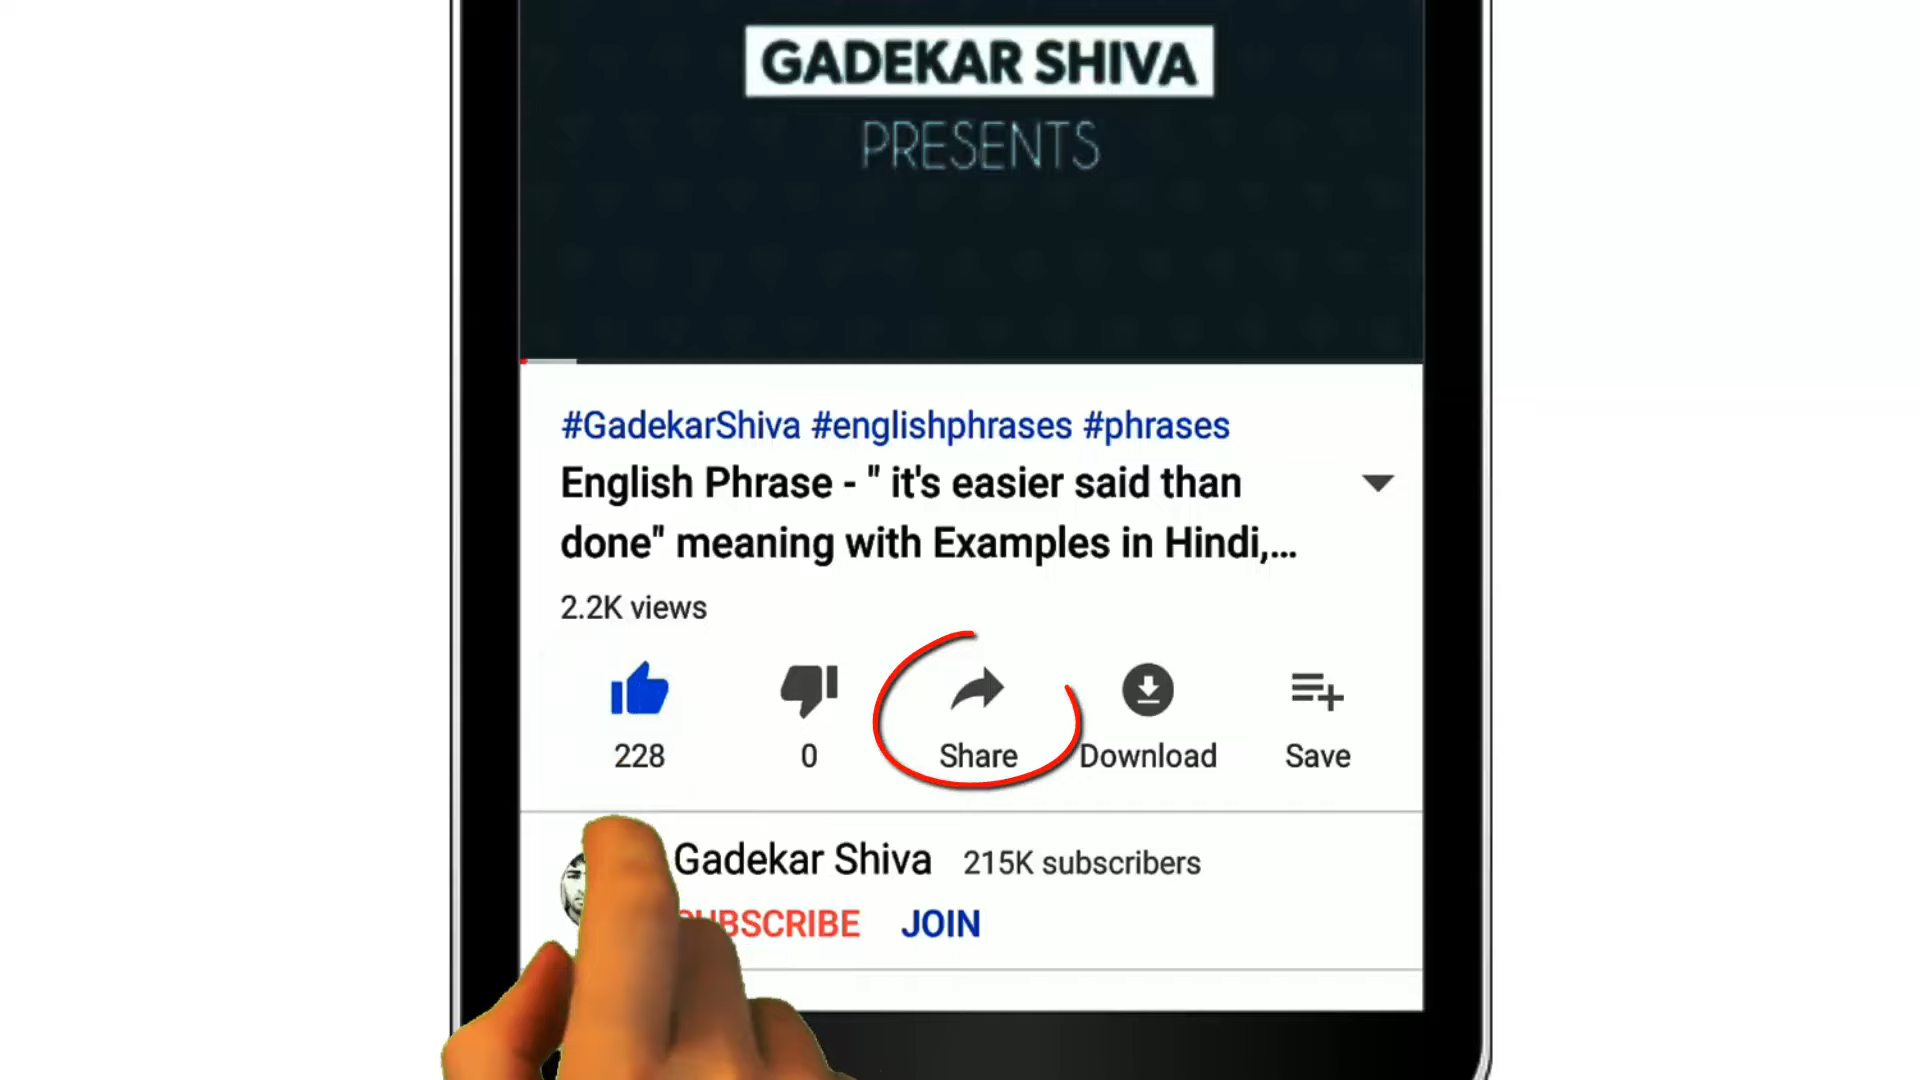 GADEKAR SHIVA
PRESENTS
#GadekarShiva #englishphrases #phrases
English Phrase - " it's easier said than
done" meaning with Examples in Hindi,...
2.2K views
228
0
Share
Download
Save
Gadekar Shiva 215K subscribers
SUBSCRIBE JOIN